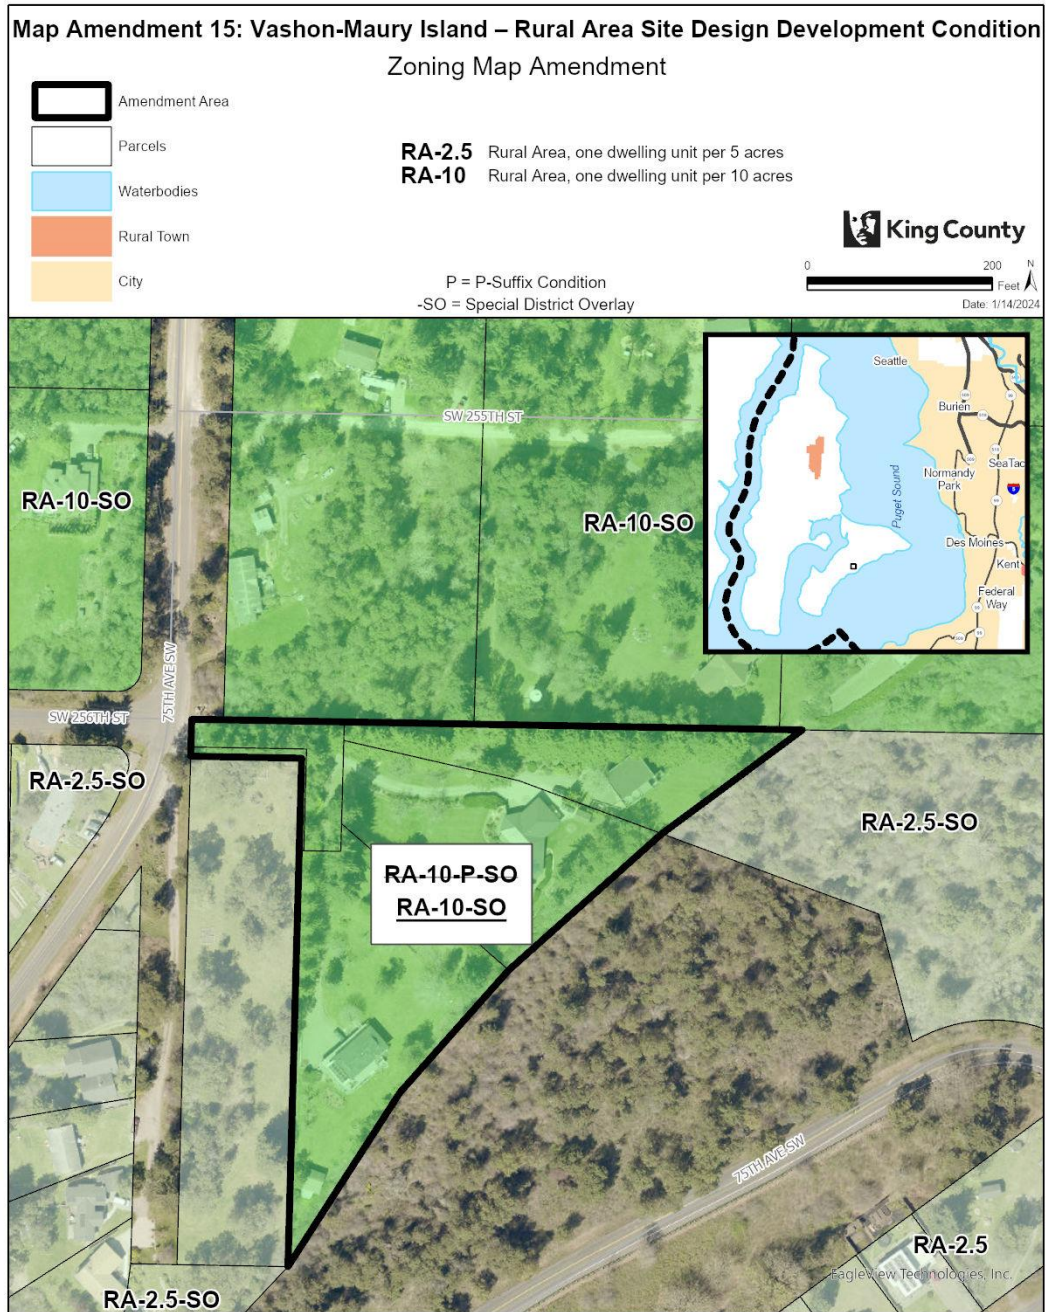 Map Amendment 15: Vashon-Maury Island – Rural Area Site Design Development Condition
Zoning Map Amendment
Amendment Area
Parcels
Waterbodies
Rural Town
City
RA-2.5 Rural Area, one dwelling unit per 5 acres
RA-10 Rural Area, one dwelling unit per 10 acres
P = P-Suffix Condition
-SO = Special District Overlay
King County
0 200
Feet
N
Date: 1/14/2024
Seattle
Burien
Normandy
Park
SeaTac
Puget Sound
Des Moines
Kent
Federal
Way
5
SW 255TH ST
RA-10-SO
RA-10-SO
75TH AVE SW
SW 256TH ST
RA-2.5-SO
RA-2.5-SO
RA-10-P-SO
RA-10-SO
75TH AVE SW
RA-2.5
EagleView Technologies, Inc.
RA-2.5-SO